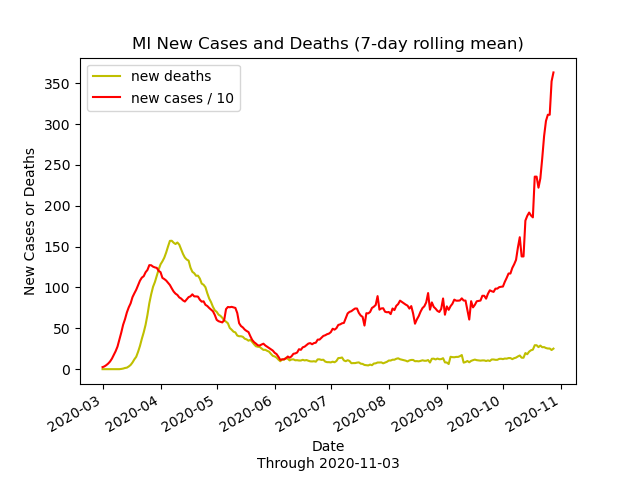 MI New Cases and Deaths (7-day rolling mean)
new deaths
new cases / 10
New Cases or Deaths
350
300
250
200
150
100
50
0
2020-03
2020-04
2020-05
2020-06
2020-07
2020-08
2020-09
2020-10
2020-11
Date
Through 2020-11-03